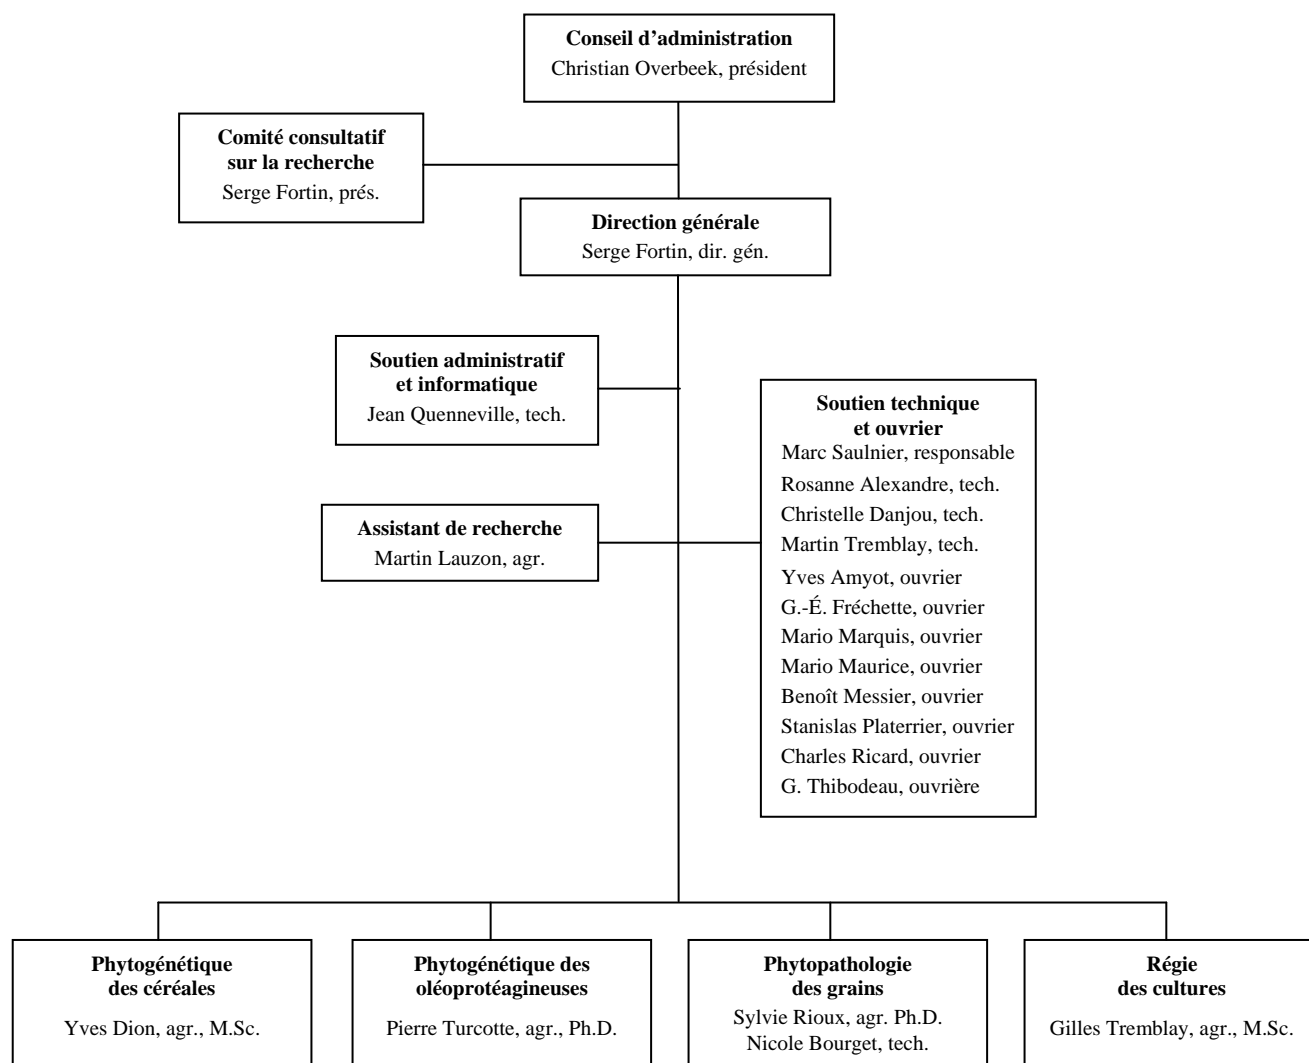 Conseil d’administration
Christian Overbeek, président
Comité consultatif
sur la recherche
Serge Fortin, prés.
Direction générale
Serge Fortin, dir. gén.
Soutien administratif
et informatique
Jean Quenneville, tech.
Soutien technique
et ouvrier
Marc Saulnier, responsable
Rosanne Alexandre, tech.
Christelle Danjou, tech.
Martin Tremblay, tech.
Yves Amyot, ouvrier
G.-É. Fréchette, ouvrier
Mario Marquis, ouvrier
Mario Maurice, ouvrier
Benoît Messier, ouvrier
Stanislas Platerrier, ouvrier
Charles Ricard, ouvrier
G. Thibodeau, ouvrière
Assistant de recherche
Martin Lauzon, agr.
Phytogénétique
des céréales
Yves Dion, agr., M.Sc.
Phytogénétique des
oléoprotéagineuses
Pierre Turcotte, agr., Ph.D.
Phytopathologie
des grains
Sylvie Rioux, agr. Ph.D.
Nicole Bourget, tech.
Régie
des cultures
Gilles Tremblay, agr., M.Sc.